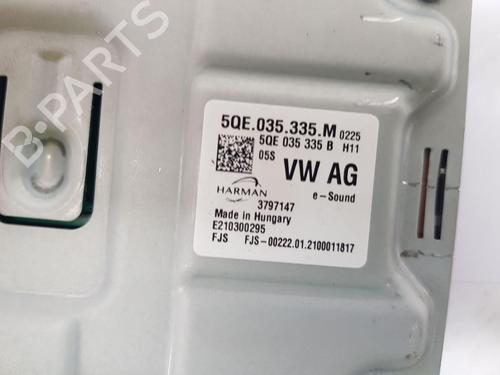 B-PARTS
5QE.035.335.M 0225
5QE 035 335 B H11
05S VW AG
e-Sound
HARMAN
3797147
Made in Hungary
E210300295
FJS FJS-00222.01.2100011817